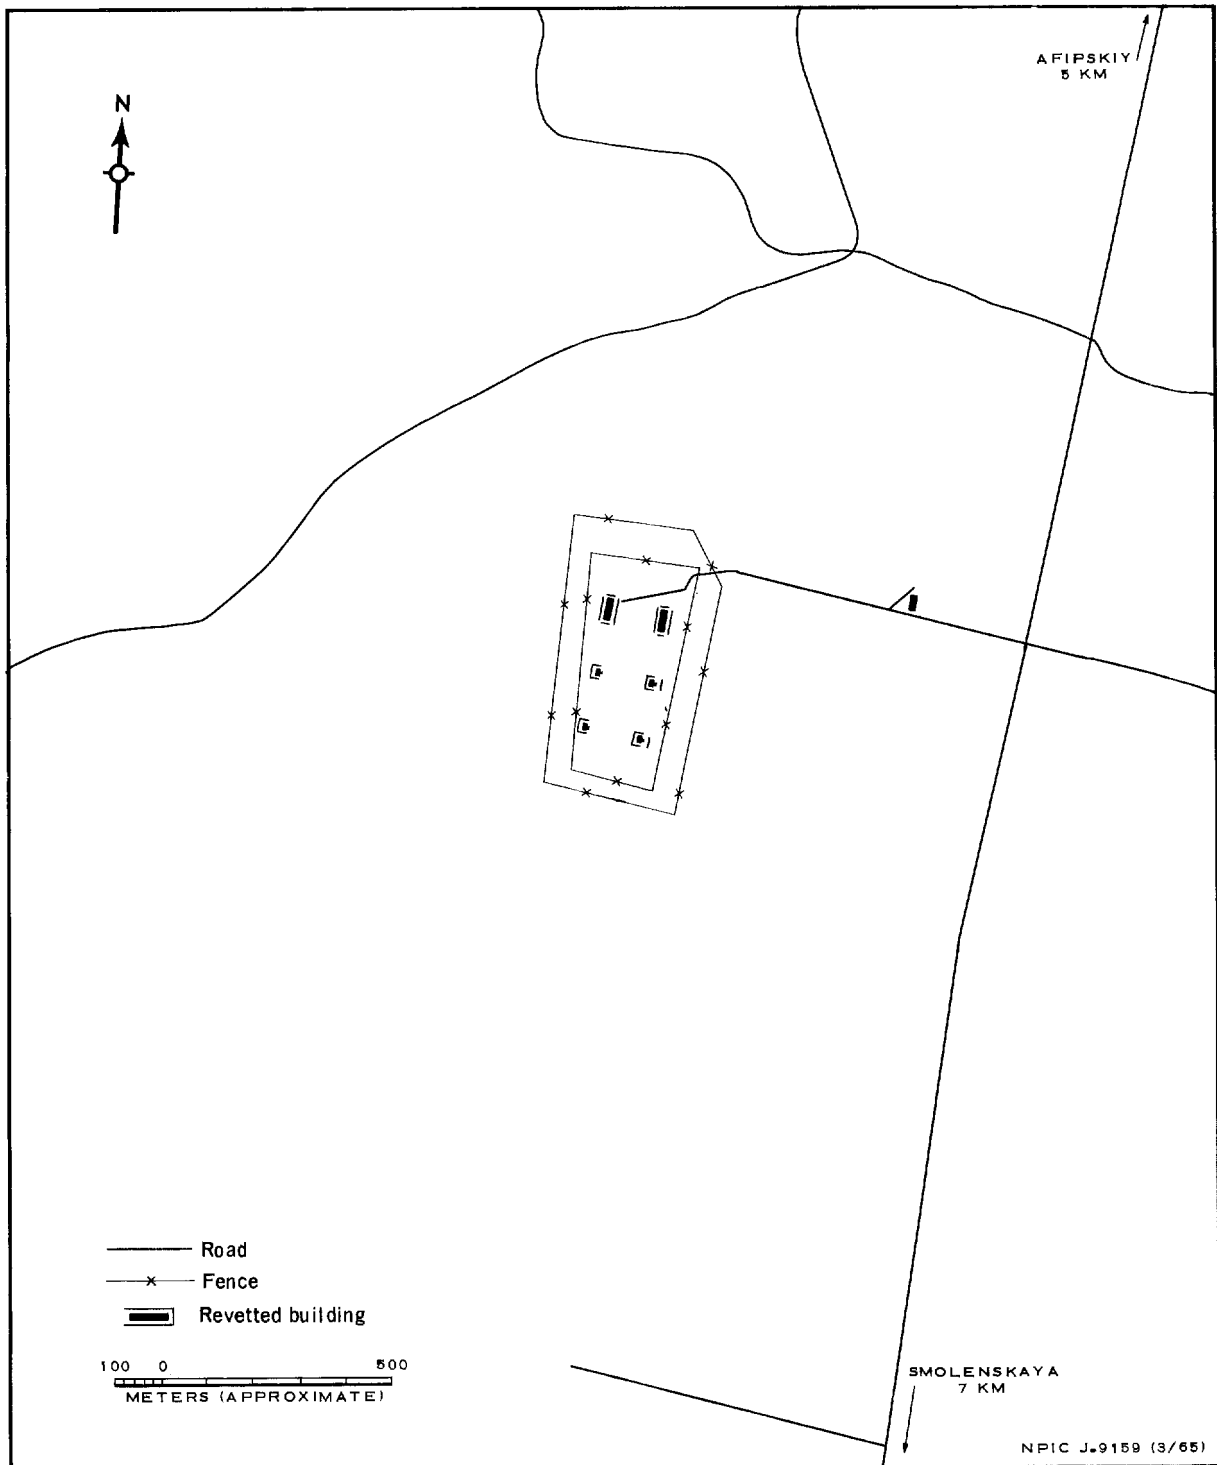 AFIPSKIY
5 KM
N
Road
Fence
Revetted building
100 0 500
METERS (APPROXIMATE)
SMOLENSKAYA
7 KM
NPIC J-9159 (3/65)